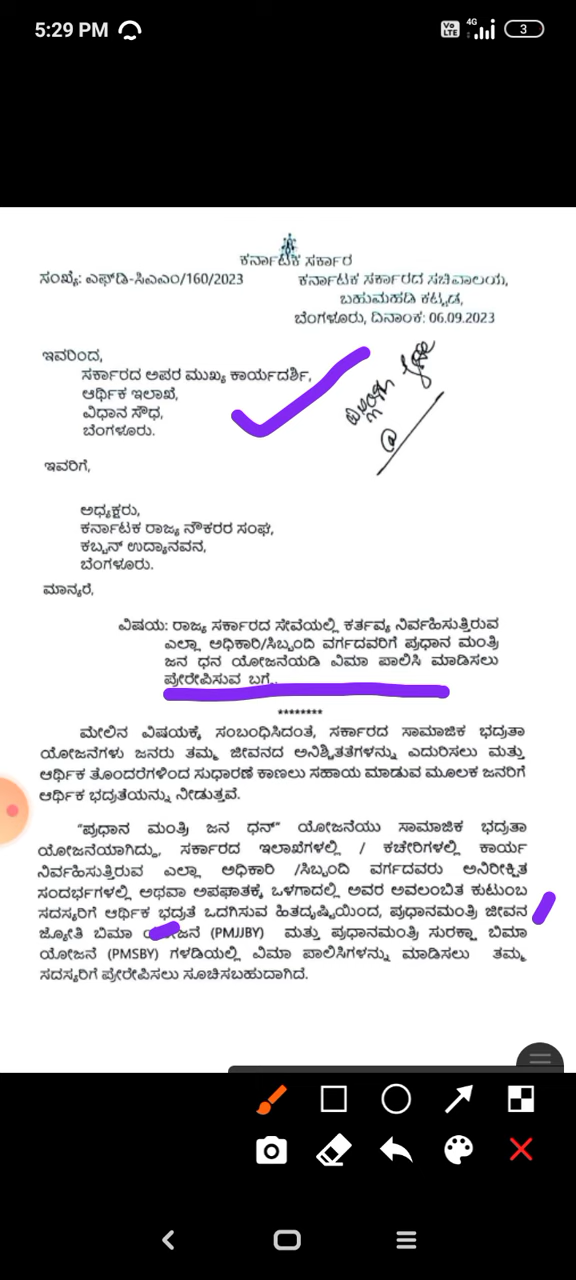 5:29 PM
Vo LTE 4G 3
ಕರ್ನಾಟಕ ಸರ್ಕಾರ
ಸಂಖ್ಯೆ: ಎಫ್‌ಡಿ-ಸಿಎಎಂ/160/2023
ಕರ್ನಾಟಕ ಸರ್ಕಾರದ ಸಚಿವಾಲಯ,
ಬಹುಮಹಡಿ ಕಟ್ಟಡ,
ಬೆಂಗಳೂರು, ದಿನಾಂಕ: 06.09.2023
ಇವರಿಂದ,
ಸರ್ಕಾರದ ಅಪರ ಮುಖ್ಯ ಕಾರ್ಯದರ್ಶಿ,
ಆರ್ಥಿಕ ಇಲಾಖೆ,
ವಿಧಾನ ಸೌಧ,
ಬೆಂಗಳೂರು.
ಇವರಿಗೆ,
ಅಧ್ಯಕ್ಷರು,
ಕರ್ನಾಟಕ ರಾಜ್ಯ ನೌಕರರ ಸಂಘ,
ಕಬ್ಬನ್ ಉದ್ಯಾನವನ,
ಬೆಂಗಳೂರು.
ಮಾನ್ಯರೆ,
ವಿಷಯ: ರಾಜ್ಯ ಸರ್ಕಾರದ ಸೇವೆಯಲ್ಲಿ ಕರ್ತವ್ಯ ನಿರ್ವಹಿಸುತ್ತಿರುವ
ಎಲ್ಲಾ ಅಧಿಕಾರಿ/ಸಿಬ್ಬಂದಿ ವರ್ಗದವರಿಗೆ ಪ್ರಧಾನ ಮಂತ್ರಿ
ಜನ ಧನ ಯೋಜನೆಯಡಿ ವಿಮಾ ಪಾಲಿಸಿ ಮಾಡಿಸಲು
ಪ್ರೇರೇಪಿಸುವ ಬಗ್ಗೆ.
********
ಮೇಲಿನ ವಿಷಯಕ್ಕೆ ಸಂಬಂಧಿಸಿದಂತೆ, ಸರ್ಕಾರದ ಸಾಮಾಜಿಕ ಭದ್ರತಾ
ಯೋಜನೆಗಳು ಜನರು ತಮ್ಮ ಜೀವನದ ಅನಿಶ್ಚಿತತೆಗಳನ್ನು ಎದುರಿಸಲು ಮತ್ತು
ಆರ್ಥಿಕ ತೊಂದರೆಗಳಿಂದ ಸುಧಾರಣೆ ಕಾಣಲು ಸಹಾಯ ಮಾಡುವ ಮೂಲಕ ಜನರಿಗೆ
ಆರ್ಥಿಕ ಭದ್ರತೆಯನ್ನು ನೀಡುತ್ತವೆ.
"ಪ್ರಧಾನ ಮಂತ್ರಿ ಜನ ಧನ್" ಯೋಜನೆಯು ಸಾಮಾಜಿಕ ಭದ್ರತಾ
ಯೋಜನೆಯಾಗಿದ್ದು, ಸರ್ಕಾರದ ಇಲಾಖೆಗಳಲ್ಲಿ / ಕಚೇರಿಗಳಲ್ಲಿ ಕಾರ್ಯ
ನಿರ್ವಹಿಸುತ್ತಿರುವ ಎಲ್ಲಾ ಅಧಿಕಾರಿ /ಸಿಬ್ಬಂದಿ ವರ್ಗದವರು ಅನಿರೀಕ್ಷಿತ
ಸಂದರ್ಭಗಳಲ್ಲಿ ಅಥವಾ ಅಪಘಾತಕ್ಕೆ ಒಳಗಾದಲ್ಲಿ ಅವರ ಅವಲಂಬಿತ ಕುಟುಂಬ
ಸದಸ್ಯರಿಗೆ ಆರ್ಥಿಕ ಭದ್ರತೆ ಒದಗಿಸುವ ಹಿತದೃಷ್ಟಿಯಿಂದ, ಪ್ರಧಾನಮಂತ್ರಿ ಜೀವನ
ಜ್ಯೋತಿ ಬಿಮಾ ಯೋಜನೆ (PMJJBY) ಮತ್ತು ಪ್ರಧಾನಮಂತ್ರಿ ಸುರಕ್ಷಾ ಬಿಮಾ
ಯೋಜನೆ (PMSBY) ಗಳಡಿಯಲ್ಲಿ ವಿಮಾ ಪಾಲಿಸಿಗಳನ್ನು ಮಾಡಿಸಲು ತಮ್ಮ
ಸದಸ್ಯರಿಗೆ ಪ್ರೇರೇಪಿಸಲು ಸೂಚಿಸಬಹುದಾಗಿದೆ.